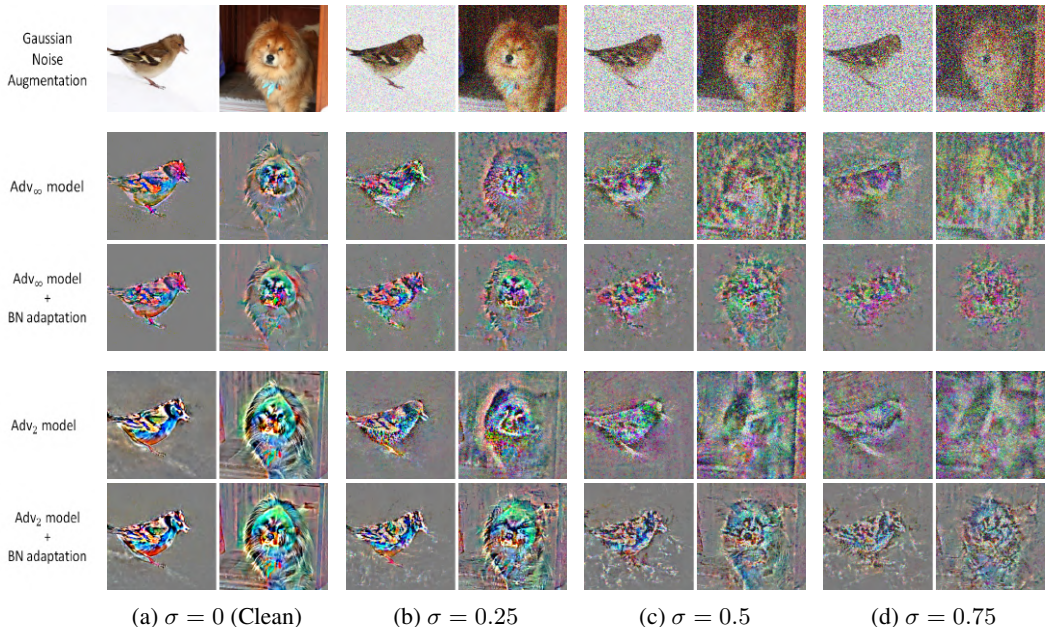 Gaussian
Noise
Augmentation
Adv∞ model
Adv∞ model
+
BN adaptation
Adv₂ model
Adv₂ model
+
BN adaptation
(a) σ = 0 (Clean) (b) σ = 0.25 (c) σ = 0.5 (d) σ = 0.75